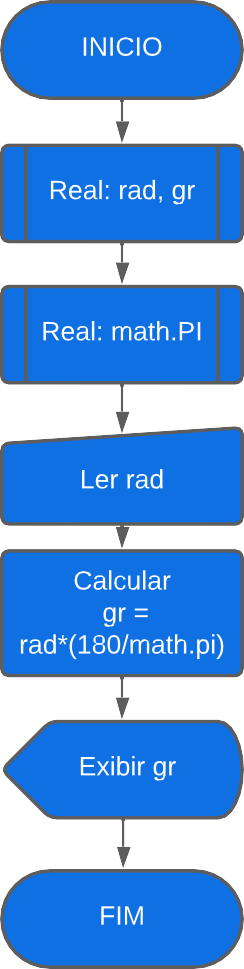 INICIO
Real: rad, gr
Real: math.PI
Ler rad
Calcular
gr =
rad*(180/math.pi)
Exibir gr
FIM